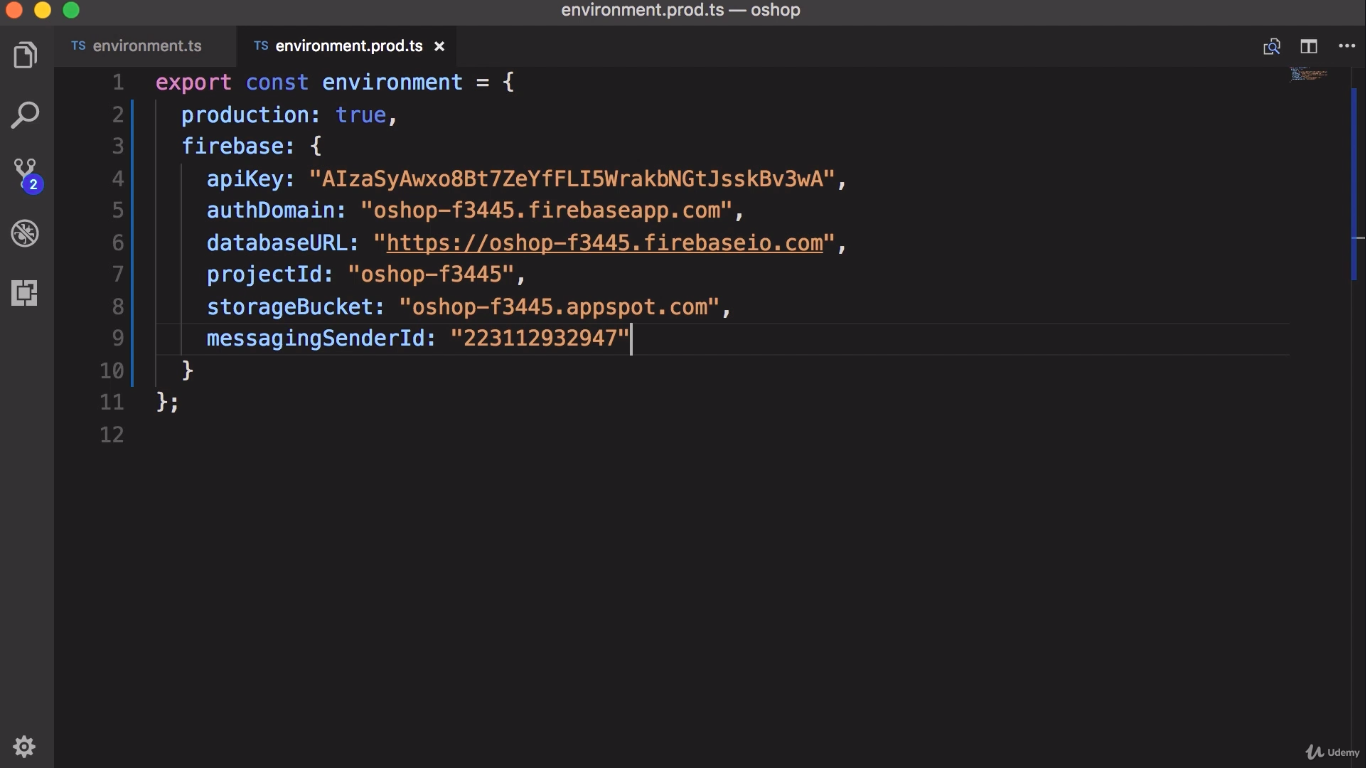 environment.prod.ts — oshop
TS environment.ts
TS environment.prod.ts ×
1 export const environment = {
2 production: true,
3 firebase: {
4 apiKey: "AIzaSyAwxo8Bt7ZeYfFLI5WrakbNGtJsskBv3wA",
5 authDomain: "oshop-f3445.firebaseapp.com",
6 databaseURL: "https://oshop-f3445.firebaseio.com",
7 projectId: "oshop-f3445",
8 storageBucket: "oshop-f3445.appspot.com",
9 messagingSenderId: "223112932947"
10 }
11 };
12
2
Udemy